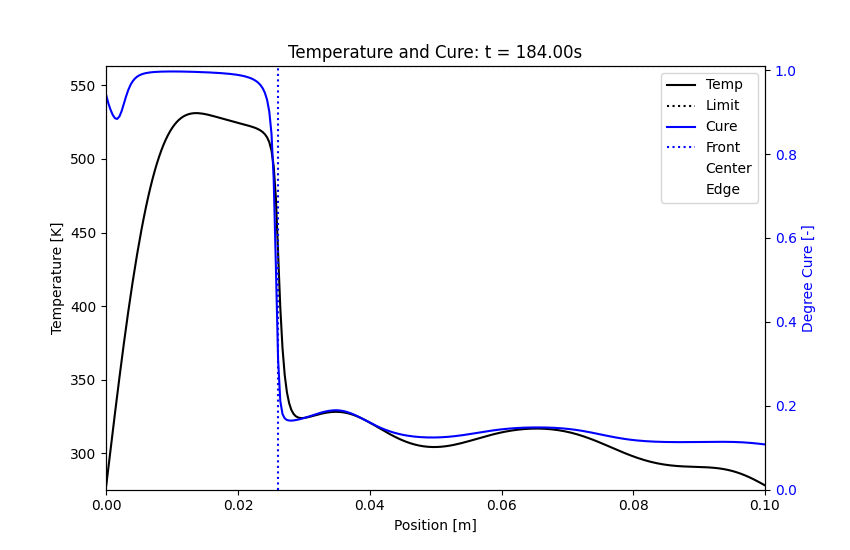 Temperature and Cure: t = 184.00s
Temperature [K]
550
500
450
400
350
300
1.0
0.8
0.6
0.4
0.2
0.0
Degree Cure [-]
Temp
Limit
Cure
Front
Center
Edge
0.00 0.02 0.04 0.06 0.08 0.10
Position [m]